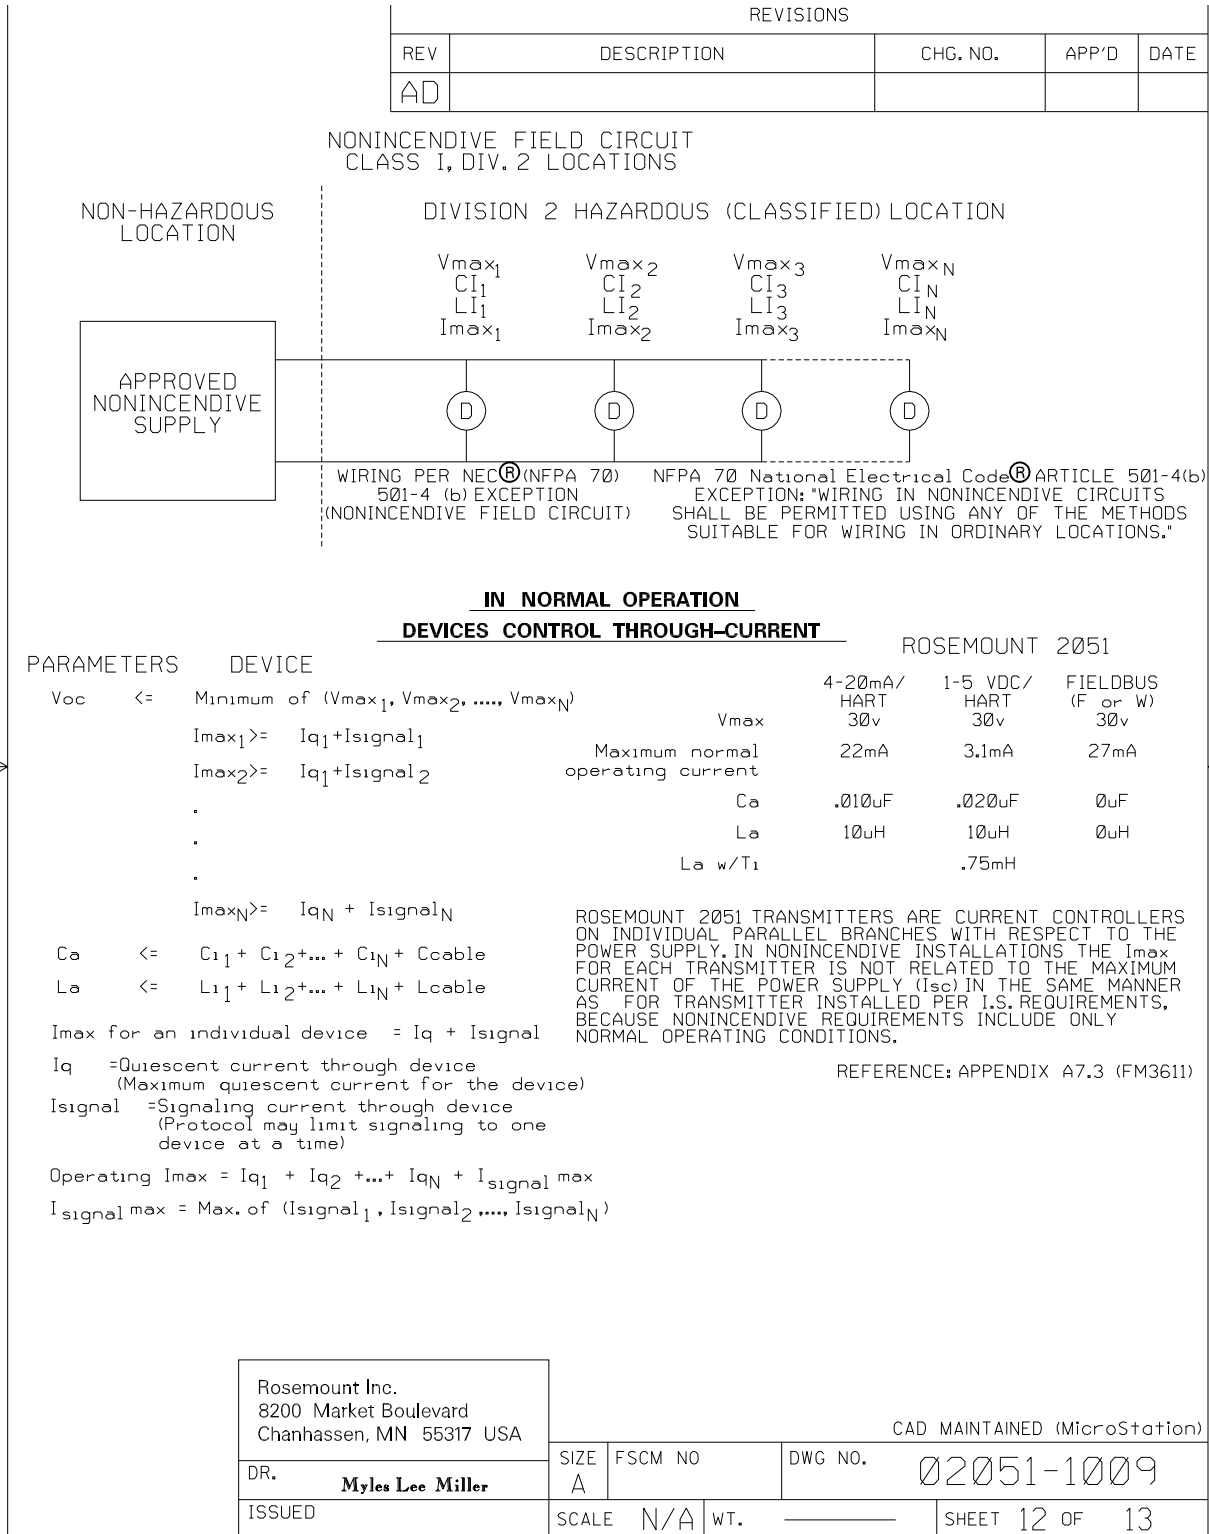 REVISIONS
REV DESCRIPTION CHG. NO. APP'D DATE
AD
NONINCENDIVE FIELD CIRCUIT
CLASS I, DIV. 2 LOCATIONS
NON-HAZARDOUS
LOCATION
DIVISION 2 HAZARDOUS (CLASSIFIED) LOCATION
Vmax1 Vmax2 Vmax3 VmaxN
CI1 CI2 CI3 CIN
LI1 LI2 LI3 LIN
Imax1 Imax2 Imax3 ImaxN
APPROVED
NONINCENDIVE
SUPPLY
D D D D
WIRING PER NEC®(NFPA 70)
501-4 (b) EXCEPTION
(NONINCENDIVE FIELD CIRCUIT)
NFPA 70 National Electrical Code® ARTICLE 501-4(b)
EXCEPTION: "WIRING IN NONINCENDIVE CIRCUITS
SHALL BE PERMITTED USING ANY OF THE METHODS
SUITABLE FOR WIRING IN ORDINARY LOCATIONS."
IN NORMAL OPERATION
DEVICES CONTROL THROUGH-CURRENT
PARAMETERS DEVICE
Voc <= Minimum of (Vmax1, Vmax2, ...., VmaxN)
Imax1>= Iq1+Isignal1
Imax2>= Iq1+Isignal2
.
.
.
ImaxN>= IqN + IsignalN
Ca <= Ci1+ Ci2+... + CiN+ Ccable
La <= Li1+ Li2+... + LiN+ Lcable
Imax for an individual device = Iq + Isignal
Iq =Quiescent current through device
(Maximum quiescent current for the device)
Isignal =Signaling current through device
(Protocol may limit signaling to one
device at a time)
Operating Imax = Iq1 + Iq2 +...+ IqN + Isignal max
Isignal max = Max. of (Isignal1, Isignal2,...., IsignalN)
ROSEMOUNT 2051
4-20mA/ 1-5 VDC/ FIELDBUS
HART HART (F or W)
Vmax 30v 30v 30v
Maximum normal 22mA 3.1mA 27mA
operating current
Ca .010uF .020uF 0uF
La 10uH 10uH 0uH
La w/T1 .75mH
ROSEMOUNT 2051 TRANSMITTERS ARE CURRENT CONTROLLERS
ON INDIVIDUAL PARALLEL BRANCHES WITH RESPECT TO THE
POWER SUPPLY. IN NONINCENDIVE INSTALLATIONS THE Imax
FOR EACH TRANSMITTER IS NOT RELATED TO THE MAXIMUM
CURRENT OF THE POWER SUPPLY (Isc) IN THE SAME MANNER
AS FOR TRANSMITTER INSTALLED PER I.S. REQUIREMENTS,
BECAUSE NONINCENDIVE REQUIREMENTS INCLUDE ONLY
NORMAL OPERATING CONDITIONS.
REFERENCE: APPENDIX A7.3 (FM3611)
Rosemount Inc.
8200 Market Boulevard
Chanhassen, MN 55317 USA
CAD MAINTAINED (MicroStation)
DR. Myles Lee Miller
SIZE A FSCM NO DWG NO. 02051-1009
ISSUED
SCALE N/A WT. SHEET 12 OF 13